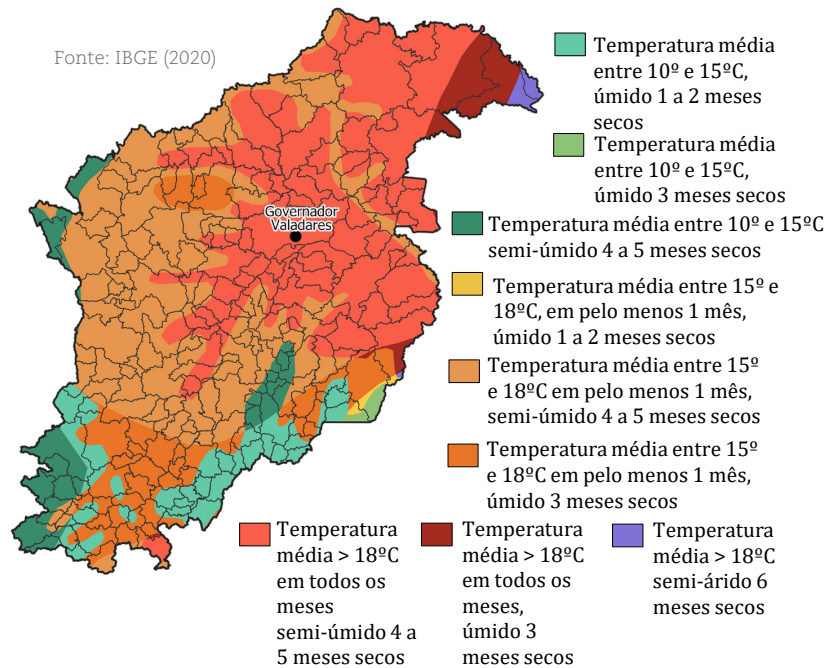 Fonte: IBGE (2020)
Temperatura média
entre 10º e 15ºC,
úmido 1 a 2 meses
secos
Temperatura média
entre 10º e 15ºC,
úmido 3 meses secos
Governador
Valadares
Temperatura média entre 10º e 15ºC
semi-úmido 4 a 5 meses secos
Temperatura média entre 15º e
18ºC, em pelo menos 1 mês,
úmido 1 a 2 meses secos
Temperatura média entre 15º
e 18ºC em pelo menos 1 mês,
semi-úmido 4 a 5 meses secos
Temperatura média entre 15º
e 18ºC em pelo menos 1 mês,
úmido 3 meses secos
Temperatura
média > 18ºC
em todos os
meses
semi-úmido 4 a
5 meses secos
Temperatura
média > 18ºC
em todos os
meses,
úmido 3
meses secos
Temperatura
média > 18ºC
semi-árido 6
meses secos